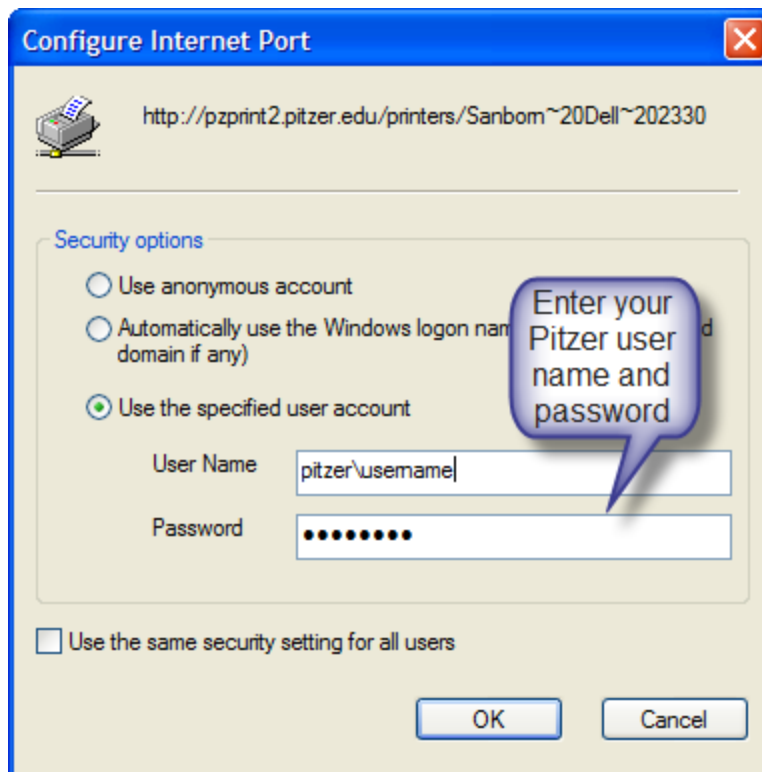 Configure Internet Port
http://pzprint2.pitzer.edu/printers/Sanborn~20Dell~202330
Security options
Use anonymous account
Automatically use the Windows logon
domain if any)
Enter your
Pitzer user
name and
password
Use the specified user account
User Name
pitzer\username
Password
••••••••
Use the same security setting for all users
OK
Cancel